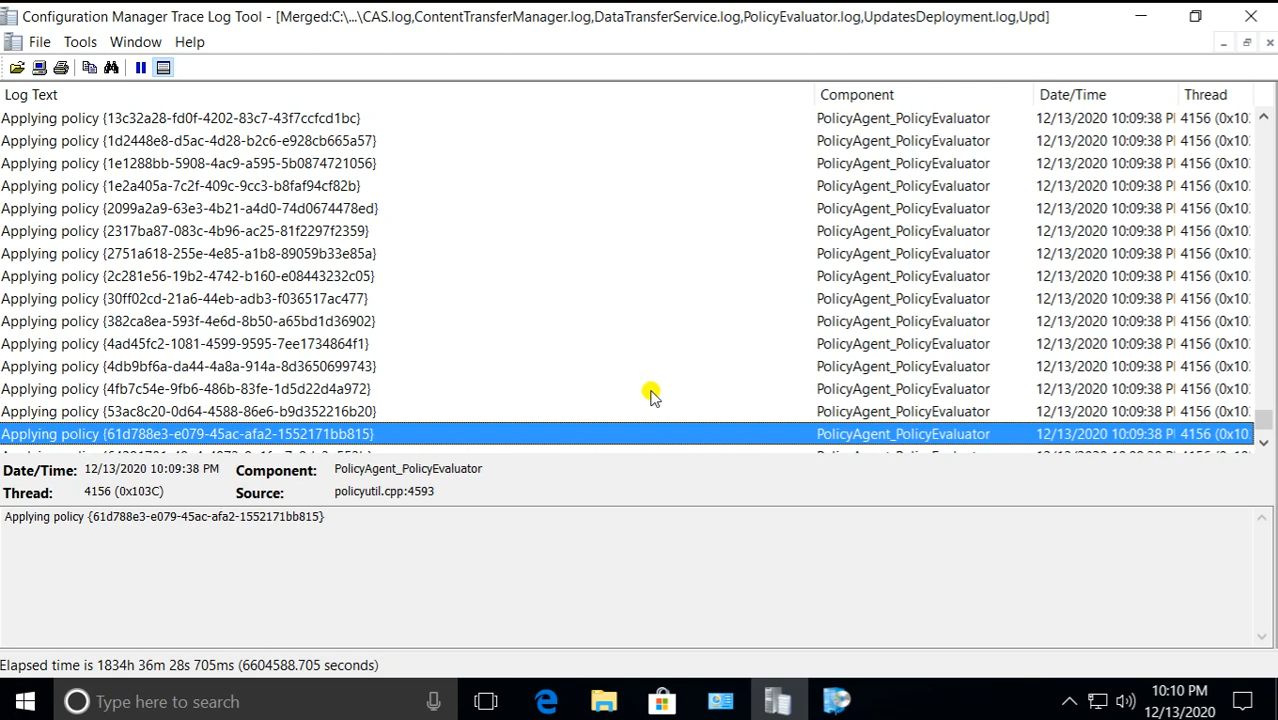 Configuration Manager Trace Log Tool - [Merged:C:\...\CAS.log,ContentTransferManager.log,DataTransferService.log,PolicyEvaluator.log,UpdatesDeployment.log,Upd]
File Tools Window Help
Log Text Component Date/Time Thread
Applying policy {13c32a28-fd0f-4202-83c7-43f7ccfcd1bc} PolicyAgent_PolicyEvaluator 12/13/2020 10:09:38 PI 4156 (0x10:
Applying policy {1d2448e8-d5ac-4d28-b2c6-e928cb665a57} PolicyAgent_PolicyEvaluator 12/13/2020 10:09:38 PI 4156 (0x10:
Applying policy {1e1288bb-5908-4ac9-a595-5b0874721056} PolicyAgent_PolicyEvaluator 12/13/2020 10:09:38 PI 4156 (0x10:
Applying policy {1e2a405a-7c2f-409c-9cc3-b8faf94cf82b} PolicyAgent_PolicyEvaluator 12/13/2020 10:09:38 PI 4156 (0x10:
Applying policy {2099a2a9-63e3-4b21-a4d0-74d0674478ed} PolicyAgent_PolicyEvaluator 12/13/2020 10:09:38 PI 4156 (0x10:
Applying policy {2317ba87-083c-4b96-ac25-81f2297f2359} PolicyAgent_PolicyEvaluator 12/13/2020 10:09:38 PI 4156 (0x10:
Applying policy {2751a618-255e-4e85-a1b8-89059b33e85a} PolicyAgent_PolicyEvaluator 12/13/2020 10:09:38 PI 4156 (0x10:
Applying policy {2c281e56-19b2-4742-b160-e08443232c05} PolicyAgent_PolicyEvaluator 12/13/2020 10:09:38 PI 4156 (0x10:
Applying policy {30ff02cd-21a6-44eb-adb3-f036517ac477} PolicyAgent_PolicyEvaluator 12/13/2020 10:09:38 PI 4156 (0x10:
Applying policy {382ca8ea-593f-4e6d-8b50-a65bd1d36902} PolicyAgent_PolicyEvaluator 12/13/2020 10:09:38 PI 4156 (0x10:
Applying policy {4ad45fc2-1081-4599-9595-7ee1734864f1} PolicyAgent_PolicyEvaluator 12/13/2020 10:09:38 PI 4156 (0x10:
Applying policy {4db9bf6a-da44-4a8a-914a-8d3650699743} PolicyAgent_PolicyEvaluator 12/13/2020 10:09:38 PI 4156 (0x10:
Applying policy {4fb7c54e-9fb6-486b-83fe-1d5d22d4a972} PolicyAgent_PolicyEvaluator 12/13/2020 10:09:38 PI 4156 (0x10:
Applying policy {53ac8c20-0d64-4588-86e6-b9d352216b20} PolicyAgent_PolicyEvaluator 12/13/2020 10:09:38 PI 4156 (0x10:
Applying policy {61d788e3-e079-45ac-afa2-1552171bb815} PolicyAgent_PolicyEvaluator 12/13/2020 10:09:38 PI 4156 (0x10:
Date/Time: 12/13/2020 10:09:38 PM Component: PolicyAgent_PolicyEvaluator
Thread: 4156 (0x103C) Source: policyutil.cpp:4593
Applying policy {61d788e3-e079-45ac-afa2-1552171bb815}
Elapsed time is 1834h 36m 28s 705ms (6604588.705 seconds)
Type here to search
10:10 PM
12/13/2020